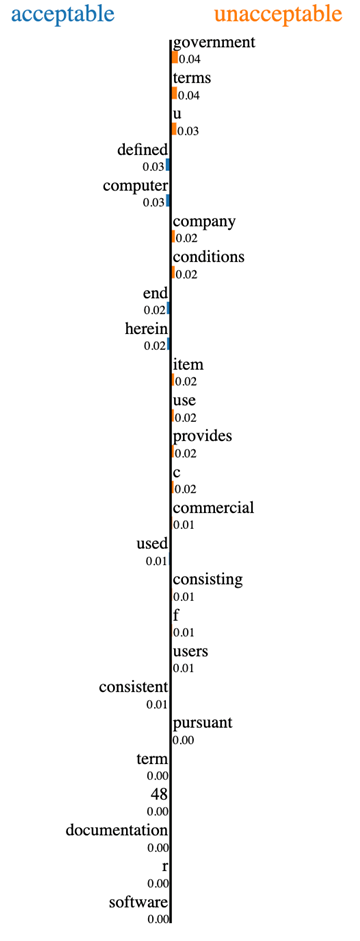 acceptable unacceptable
government
0.04
terms
0.04
u
0.03
defined
0.03
computer
0.03
company
0.02
conditions
0.02
end
0.02
herein
0.02
item
0.02
use
0.02
provides
0.02
c
0.02
commercial
0.01
used
0.01
consisting
0.01
f
0.01
users
0.01
consistent
0.01
pursuant
0.00
term
0.00
48
0.00
documentation
0.00
r
0.00
software
0.00